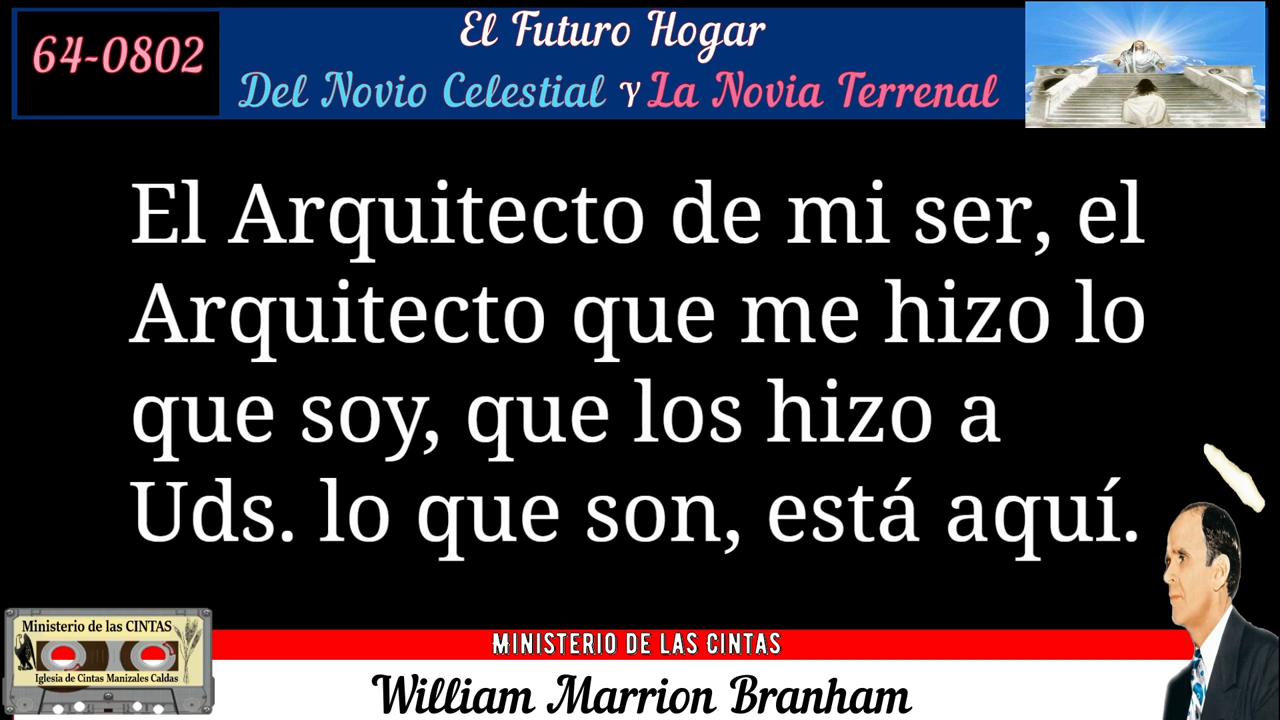 64-0802
El Futuro Hogar
Del Novio Celestial Y La Novia Terrenal
El Arquitecto de mi ser, el
Arquitecto que me hizo lo
que soy, que los hizo a
Uds. lo que son, está aquí.
Ministerio de las CINTAS
Iglesia de Cintas Manizales Caldas
MINISTERIO DE LAS CINTAS
William Marrion Branham